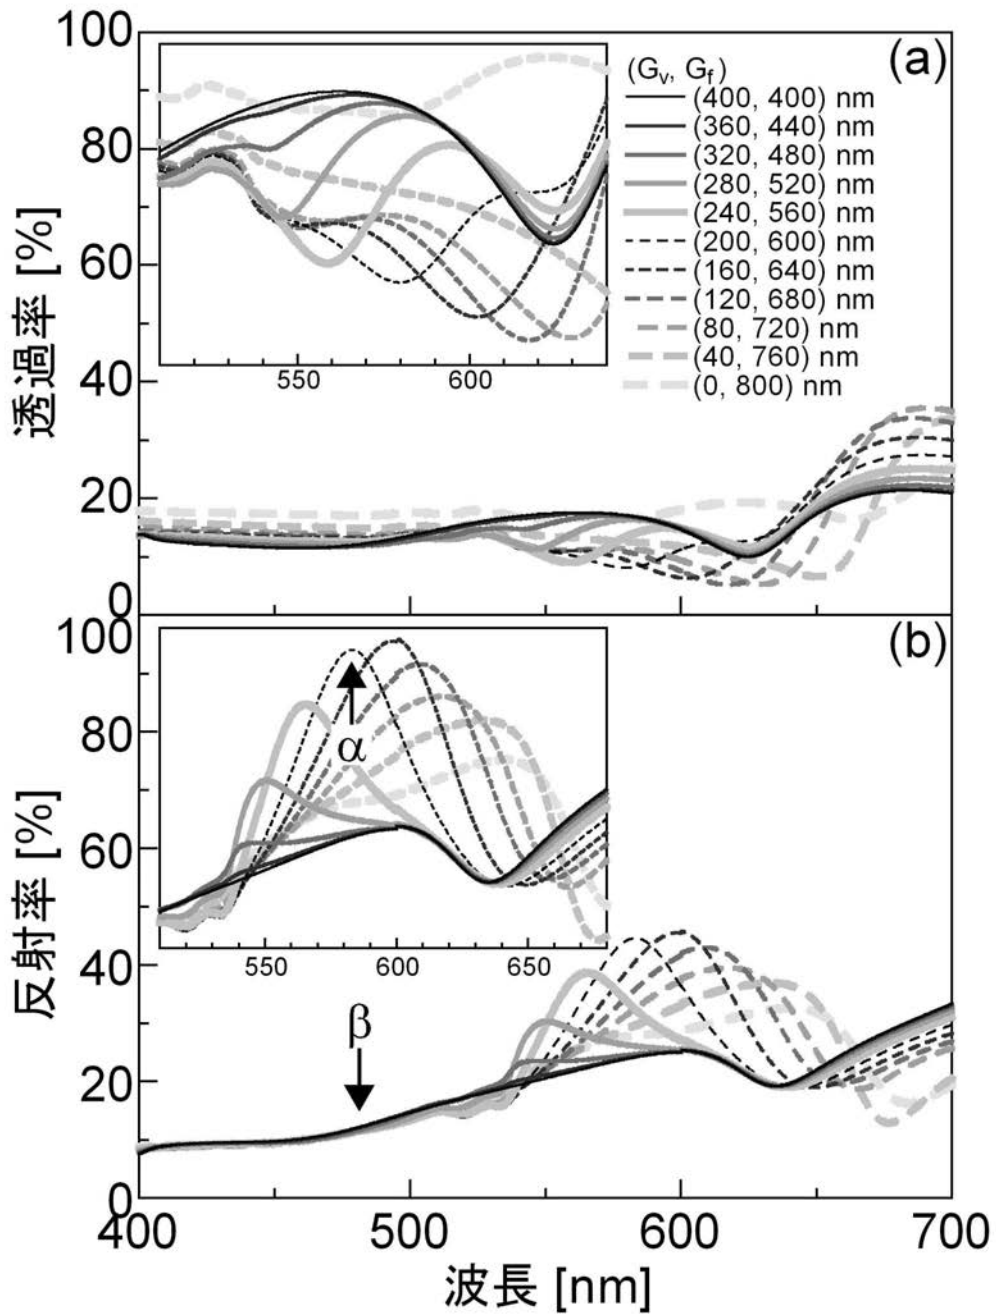 100
80
60
40
20
0
透過率 [%]
(a)
(Gv, Gf)
(400, 400) nm
(360, 440) nm
(320, 480) nm
(280, 520) nm
(240, 560) nm
(200, 600) nm
(160, 640) nm
(120, 680) nm
(80, 720) nm
(40, 760) nm
(0, 800) nm
550 600
100
80
60
40
20
0
反射率 [%]
(b)
α
550 600 650
β
400 500 600 700
波長 [nm]